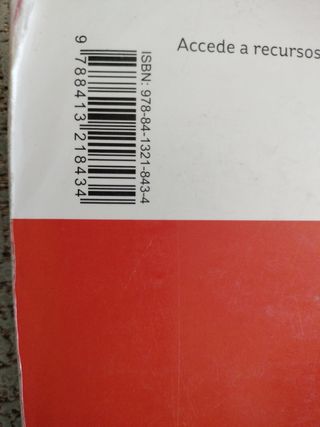 Accede a recursos
ISBN: 978-84-1321-843-4
9 788413 218434